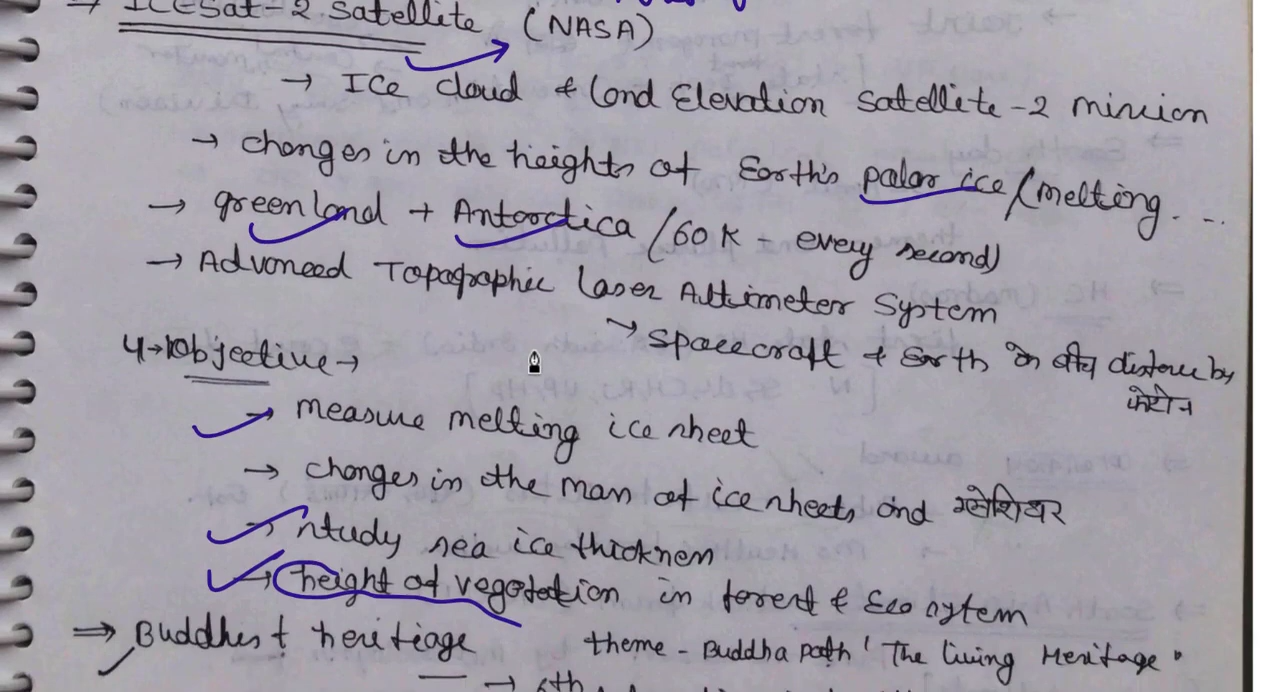 → ICESat-2 Satellite (NASA)
→ ICe cloud & Land Elevation Satellite-2 mission
→ changes in the heights of Earth's polar ice / (melting...
→ greenland + Antarctica / 60 K - every second)
→ Advanced Topographic Laser Altimeter System
→ Spacecraft & Earth के बीच distance by
फोटोन
4→ Objective →
→ measure melting ice sheet
→ changes in the mass of ice sheets and ग्लेशियर
→ study sea ice thickness
→ height of vegetation in forest & Eco system
⇒ Buddhest heritiage theme - Buddha path 'The living Heritage"
→ 6th